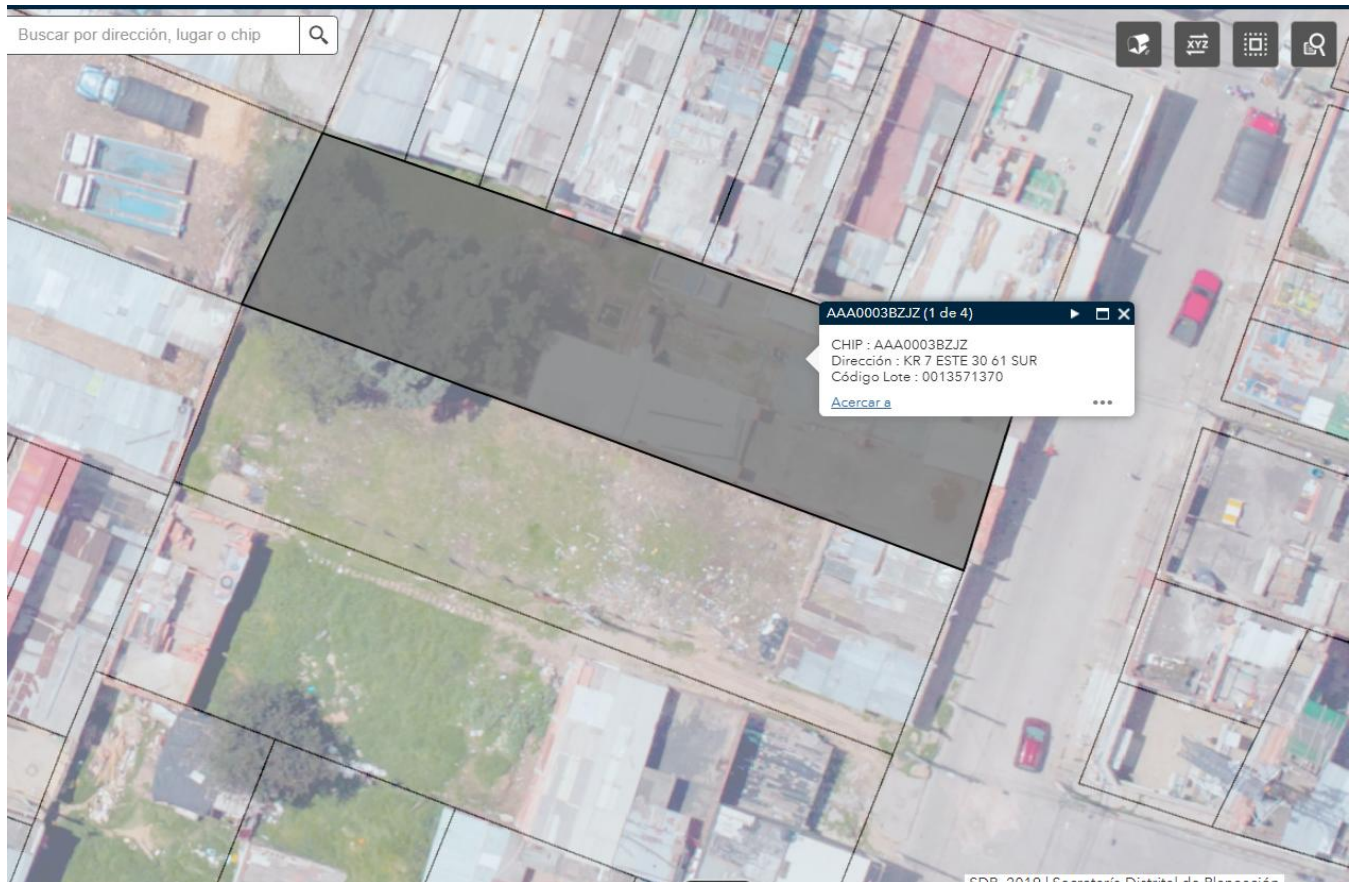 Buscar por dirección, lugar o chip
XYZ
AAA0003BZJZ (1 de 4)
CHIP : AAA0003BZJZ
Dirección : KR 7 ESTE 30 61 SUR
Código Lote : 0013571370
Acercar a
SDP, 2019 | Secretaría Distrital de Planeación